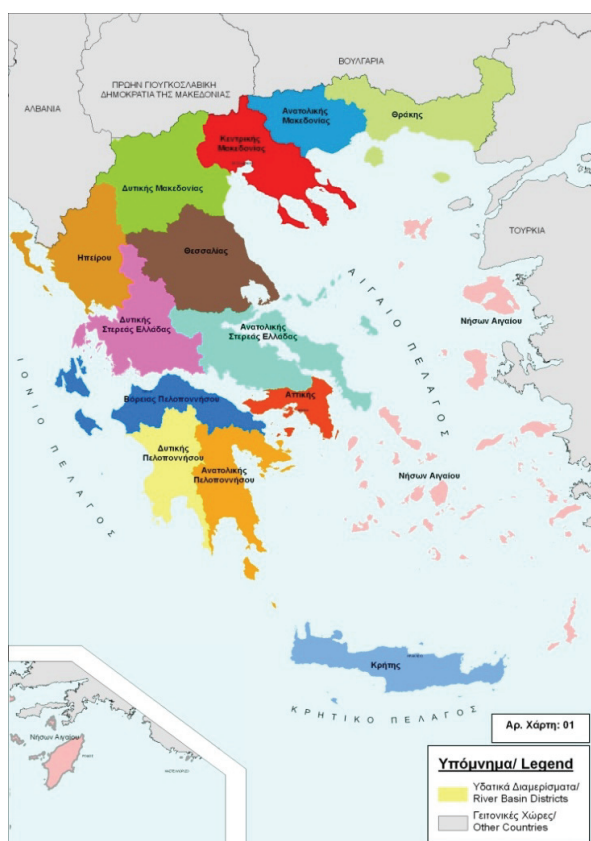 ΒΟΥΛΓΑΡΙΑ
ΠΡΩΗΝ ΓΙΟΥΓΚΟΣΛΑΒΙΚΗ
ΔΗΜΟΚΡΑΤΙΑ ΤΗΣ ΜΑΚΕΔΟΝΙΑΣ
ΑΛΒΑΝΙΑ
Ανατολικής
Μακεδονίας
Θράκης
Κεντρικής
Μακεδονίας
Δυτικής Μακεδονίας
ΤΟΥΡΚΙΑ
Ηπείρου
Θεσσαλίας
ΑΙΓΑΙΟ ΠΕΛΑΓΟΣ
Νήσων Αιγαίου
Δυτικής
Στερεάς Ελλάδας
Ανατολικής
Στερεάς Ελλάδας
ΙΟΝΙΟ ΠΕΛΑΓΟΣ
Βόρειας Πελοποννήσου
Αττικής
Δυτικής
Πελοποννήσου
Ανατολικής
Πελοποννήσου
Νήσων Αιγαίου
Κρήτης
ΚΡΗΤΙΚΟ ΠΕΛΑΓΟΣ
Νήσων Αιγαίου
Αρ. Χάρτη: 01
Υπόμνημα/ Legend
Υδατικά Διαμερίσματα/
River Basin Districts
Γειτονικές Χώρες/
Other Countries